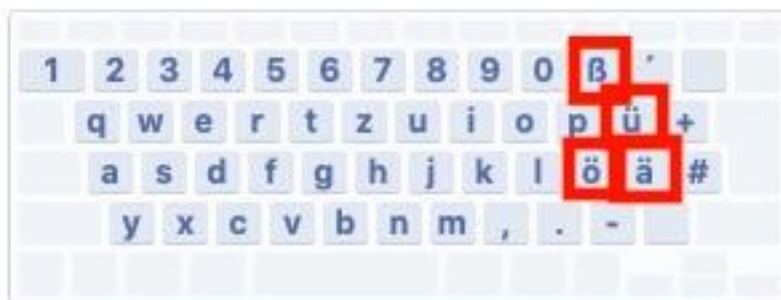 1 2 3 4 5 6 7 8 9 0 ß ´
q w e r t z u i o p ü +
a s d f g h j k l ö ä #
y x c v b n m , . -